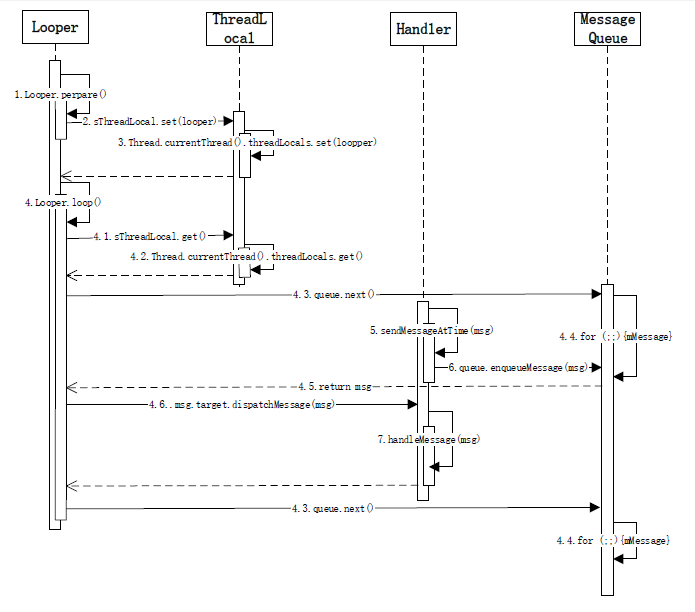 Looper
ThreadL
ocal
Handler
Message
Queue
1.Looper.perpare()
2.sThreadLocal.set(looper)
3.Thread.currentThread().threadLocals.set(loopper)
4.Looper.loop()
4.1.sThreadLocal.get()
4.2.Thread.currentThread().threadLocals.get()
4.3.queue.next()
5.sendMessageAtTime(msg)
4.4.for (;;){mMessage}
6.queue.enqueueMessage(msg)
4.5.return msg
4.6..msg.target.dispatchMessage(msg)
7.handleMessage(msg)
4.3.queue.next()
4.4.for (;;){mMessage}